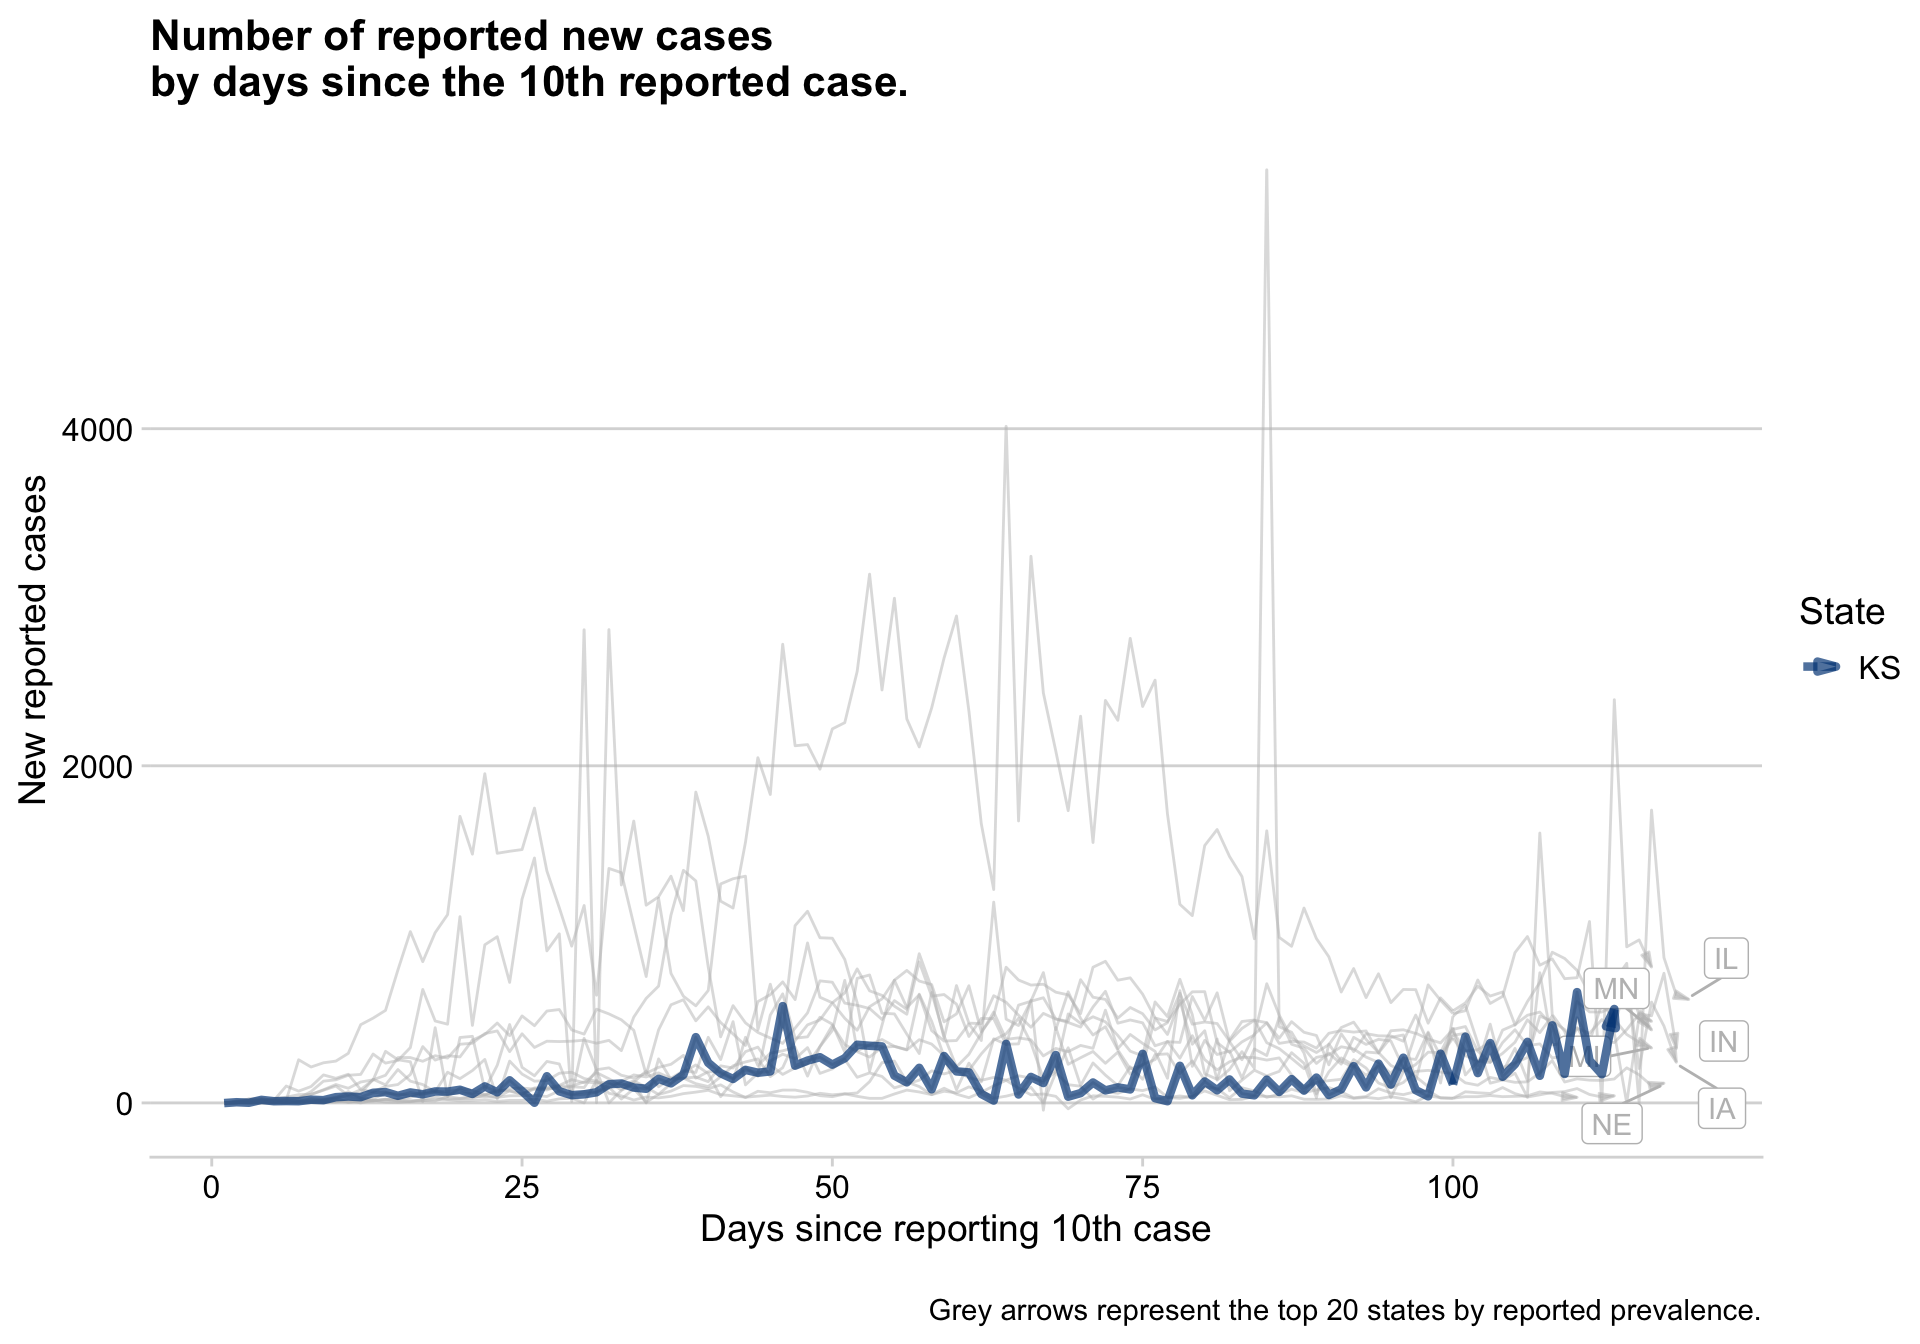 Number of reported new cases
by days since the 10th reported case.
New reported cases
4000
2000
0
0
25
50
75
100
Days since reporting 10th case
IL
MN
IN
IA
NE
State
KS
Grey arrows represent the top 20 states by reported prevalence.